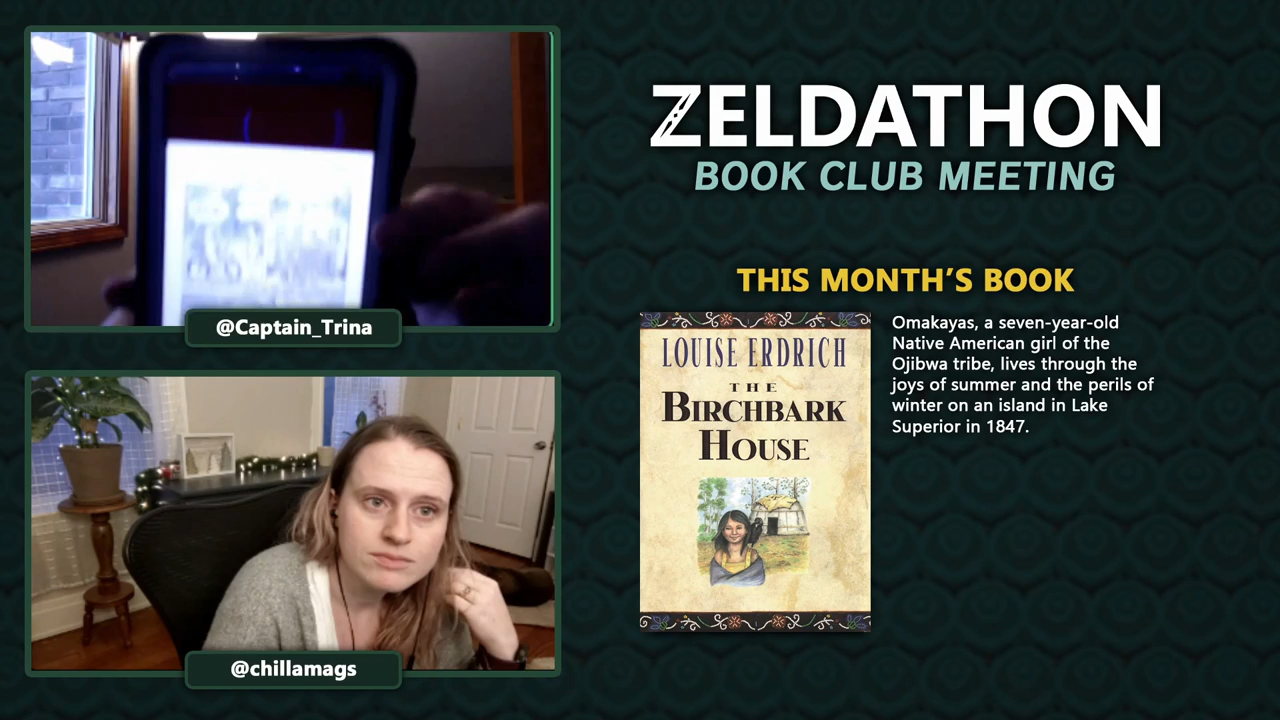 @Captain_Trina
@chillamags
ZELDATHON
BOOK CLUB MEETING
THIS MONTH'S BOOK
LOUISE ERDRICH
THE
BIRCHBARK
HOUSE
Omakayas, a seven-year-old
Native American girl of the
Ojibwa tribe, lives through the
joys of summer and the perils of
winter on an island in Lake
Superior in 1847.